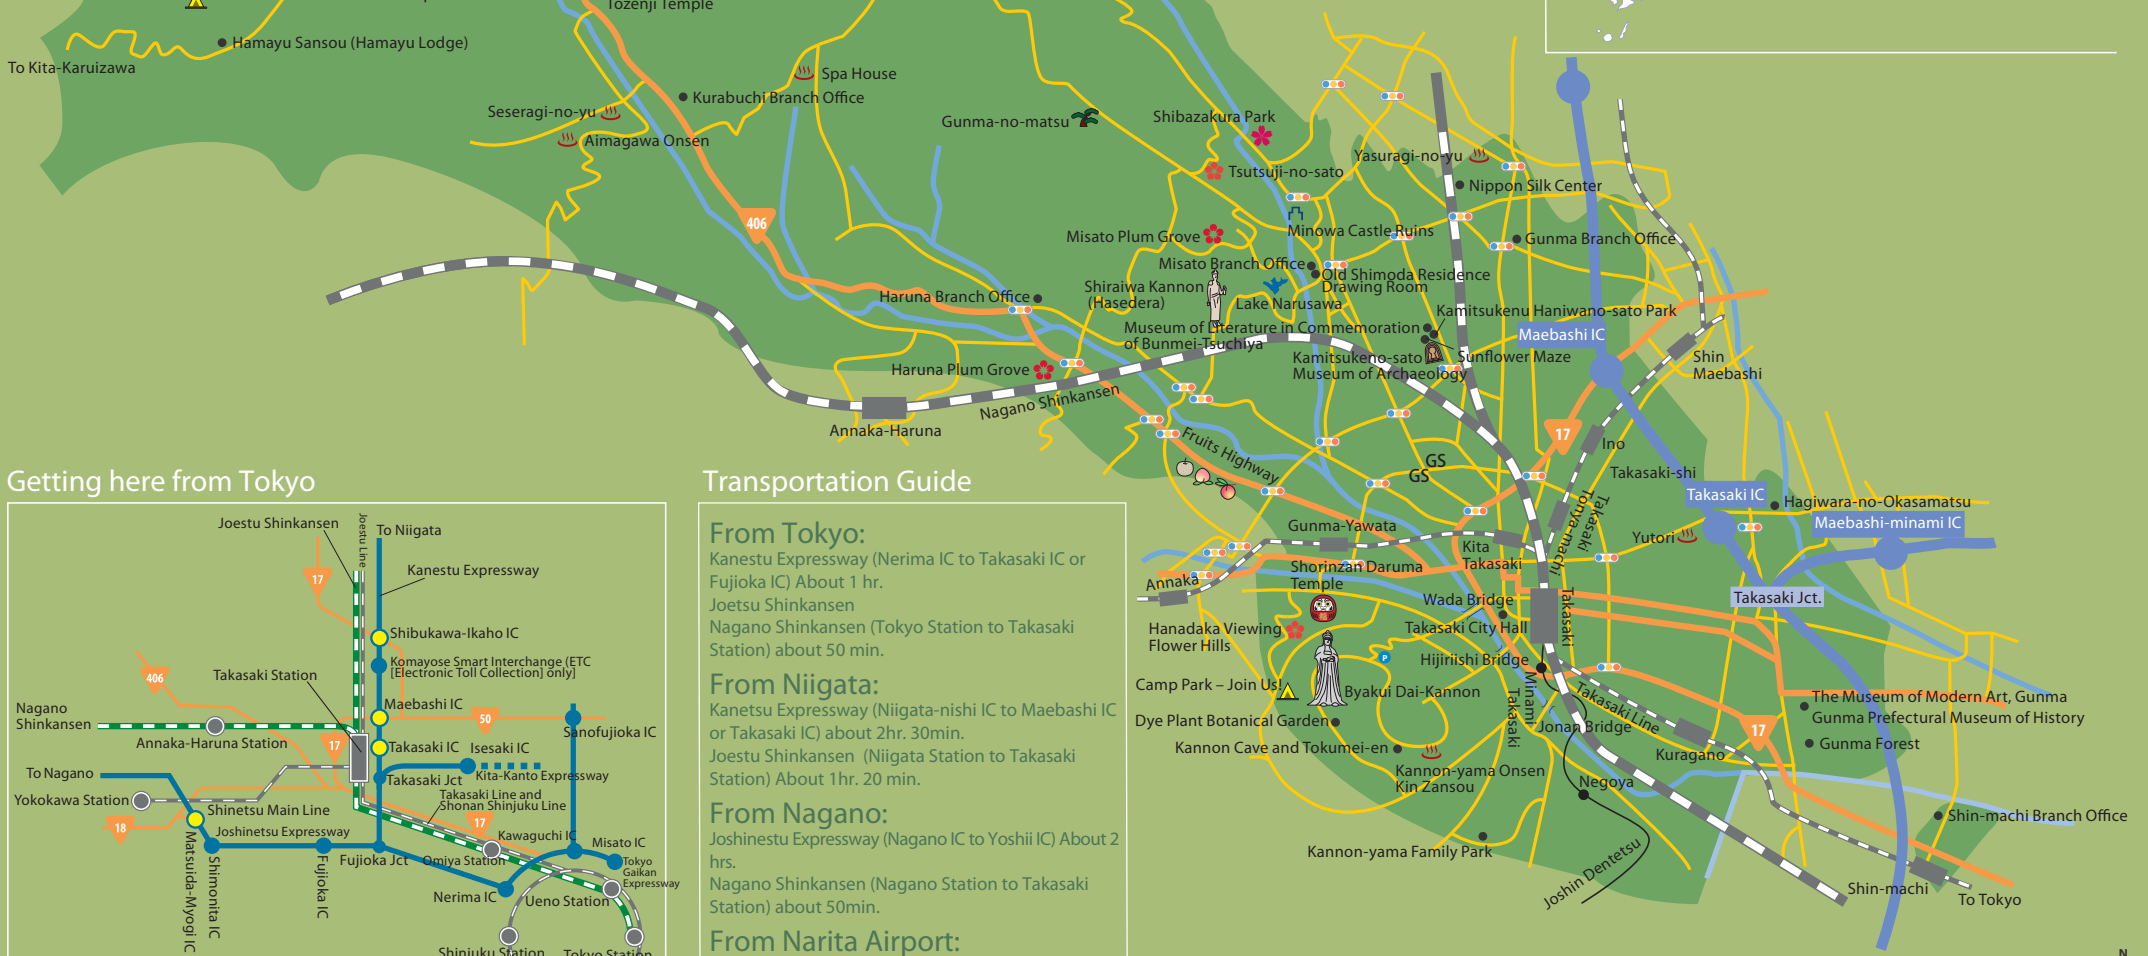 Tozenji Temple
Hamayu Sansou (Hamayu Lodge)
To Kita-Karuizawa
Spa House
Kurabuchi Branch Office
Seseragi-no-yu
Aimagawa Onsen
Gunma-no-matsu
Shibazakura Park
Yasuragi-no-yu
Tsutsuji-no-sato
Nippon Silk Center
406
Misato Plum Grove
Minowa Castle Ruins
Gunma Branch Office
Misato Branch Office
Old Shimoda Residence
Drawing Room
Shiraiwa Kannon
(Hasedera)
Lake Narusawa
Haruna Branch Office
Kamitsukenu Haniwano-sato Park
Museum of Literature in Commemoration
of Bunmei-Tsuchiya
Maebashi IC
Kamitsukeno-sato
Museum of Archaeology
Sunflower Maze
Shin
Maebashi
Haruna Plum Grove
Nagano Shinkansen
Annaka-Haruna
Fruits Highway
17
Ino
GS
GS
Takasaki-shi
Takasaki IC
Hagiwara-no-Okasamatsu
Maebashi-minami IC
Takasaki
Tonya-machi
Yutori
Gunma-Yawata
Kita
Takasaki
Annaka
Shorinzan Daruma
Temple
Takasaki Jct.
Wada Bridge
Takasaki City Hall
Takasaki
Hanadaka Viewing
Flower Hills
P
Hijiriishi Bridge
Camp Park – Join Us!
Byakui Dai-Kannon
Minami
Takasaki
Takasaki Line
The Museum of Modern Art, Gunma
Gunma Prefectural Museum of History
Dye Plant Botanical Garden
Jonan Bridge
17
Gunma Forest
Kannon Cave and Tokumei-en
Kuragano
Kannon-yama Onsen
Kin Zansou
Negoya
Shin-machi Branch Office
Kannon-yama Family Park
Joshin Dentetsu
Shin-machi
To Tokyo
N
Getting here from Tokyo
Joestu Shinkansen
Joestu Line
To Niigata
17
Kanestu Expressway
Shibukawa-Ikaho IC
Komayose Smart Interchange (ETC
[Electronic Toll Collection] only]
406
Takasaki Station
Maebashi IC
50
Nagano
Shinkansen
Sanofujioka IC
Annaka-Haruna Station
17
Takasaki IC
Isesaki IC
To Nagano
Takasaki Jct
Kita-Kanto Expressway
Yokokawa Station
Takasaki Line and
Shonan Shinjuku Line
Shinetsu Main Line
18
Joshinetsu Expressway
17
Kawaguchi IC
Misato IC
Matsuida-Myogi IC
Shimonita IC
Fujioka IC
Fujioka Jct
Omiya Station
Tokyo
Gaikan
Expressway
Nerima IC
Ueno Station
Shinjuku Station
Tokyo Station
Transportation Guide
From Tokyo:
Kanestu Expressway (Nerima IC to Takasaki IC or
Fujioka IC) About 1 hr.
Joetsu Shinkansen
Nagano Shinkansen (Tokyo Station to Takasaki
Station) about 50 min.
From Niigata:
Kanetsu Expressway (Niigata-nishi IC to Maebashi IC
or Takasaki IC) about 2hr. 30min.
Joetsu Shinkansen (Niigata Station to Takasaki
Station) About 1hr. 20 min.
From Nagano:
Joshinestu Expressway (Nagano IC to Yoshii IC) About 2
hrs.
Nagano Shinkansen (Nagano Station to Takasaki
Station) about 50min.
From Narita Airport: